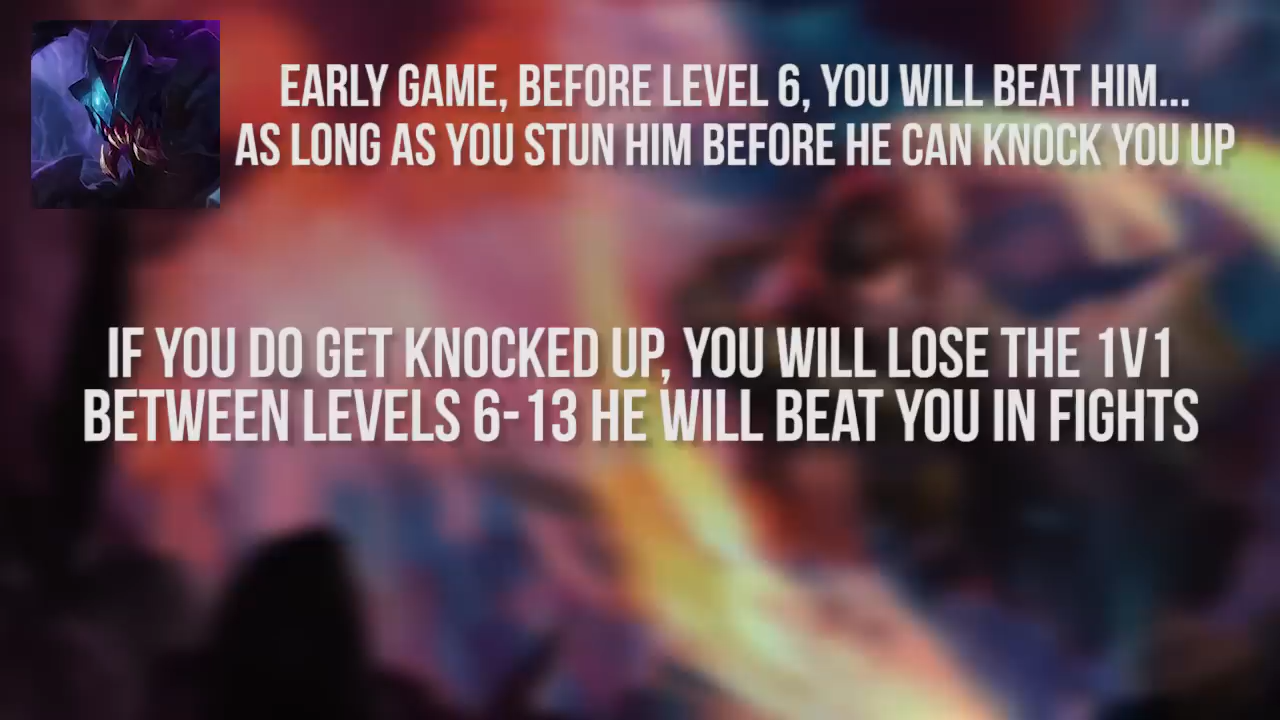 EARLY GAME, BEFORE LEVEL 6, YOU WILL BEAT HIM...
AS LONG AS YOU STUN HIM BEFORE HE CAN KNOCK YOU UP
IF YOU DO GET KNOCKED UP, YOU WILL LOSE THE 1V1
BETWEEN LEVELS 6-13 HE WILL BEAT YOU IN FIGHTS